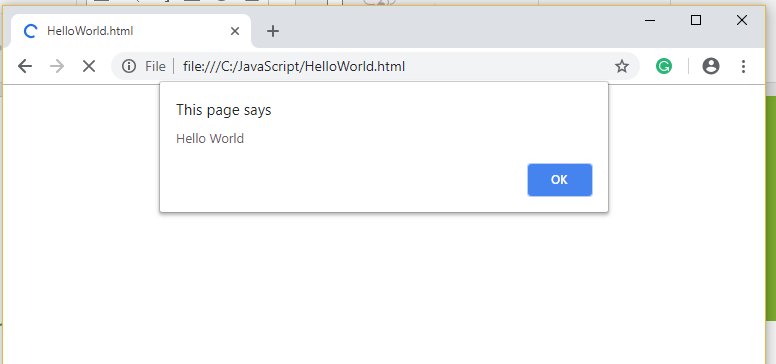 HelloWorld.html
File
file:///C:/JavaScript/HelloWorld.html
This page says
Hello World
OK